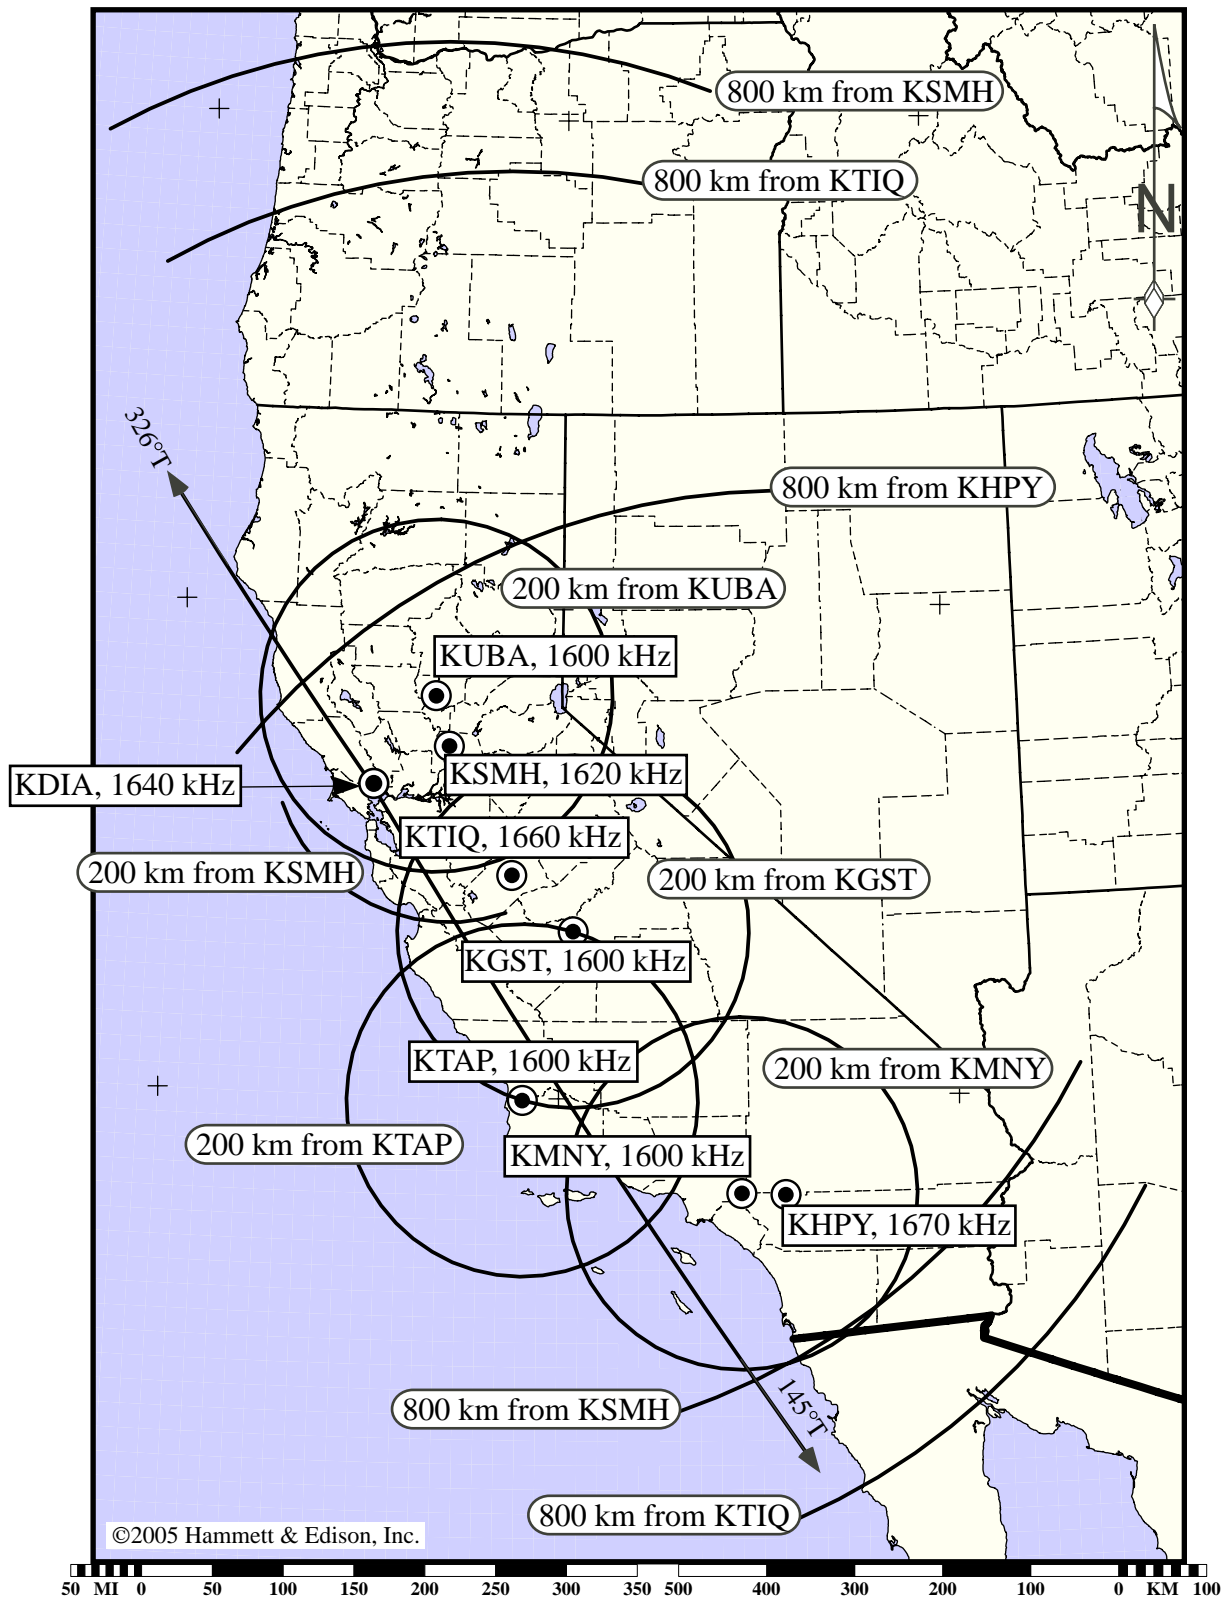 800 km from KSMH
800 km from KTIQ
N
326°T
800 km from KHPY
200 km from KUBA
KUBA, 1600 kHz
KSMH, 1620 kHz
KDIA, 1640 kHz
KTIQ, 1660 kHz
200 km from KSMH
200 km from KGST
KGST, 1600 kHz
KTAP, 1600 kHz
200 km from KMNY
200 km from KTAP
KMNY, 1600 kHz
KHPY, 1670 kHz
800 km from KSMH
145°T
800 km from KTIQ
©2005 Hammett & Edison, Inc.
50 MI 0 50 100 150 200 250 300 350 500 400 300 200 100 0 KM 100